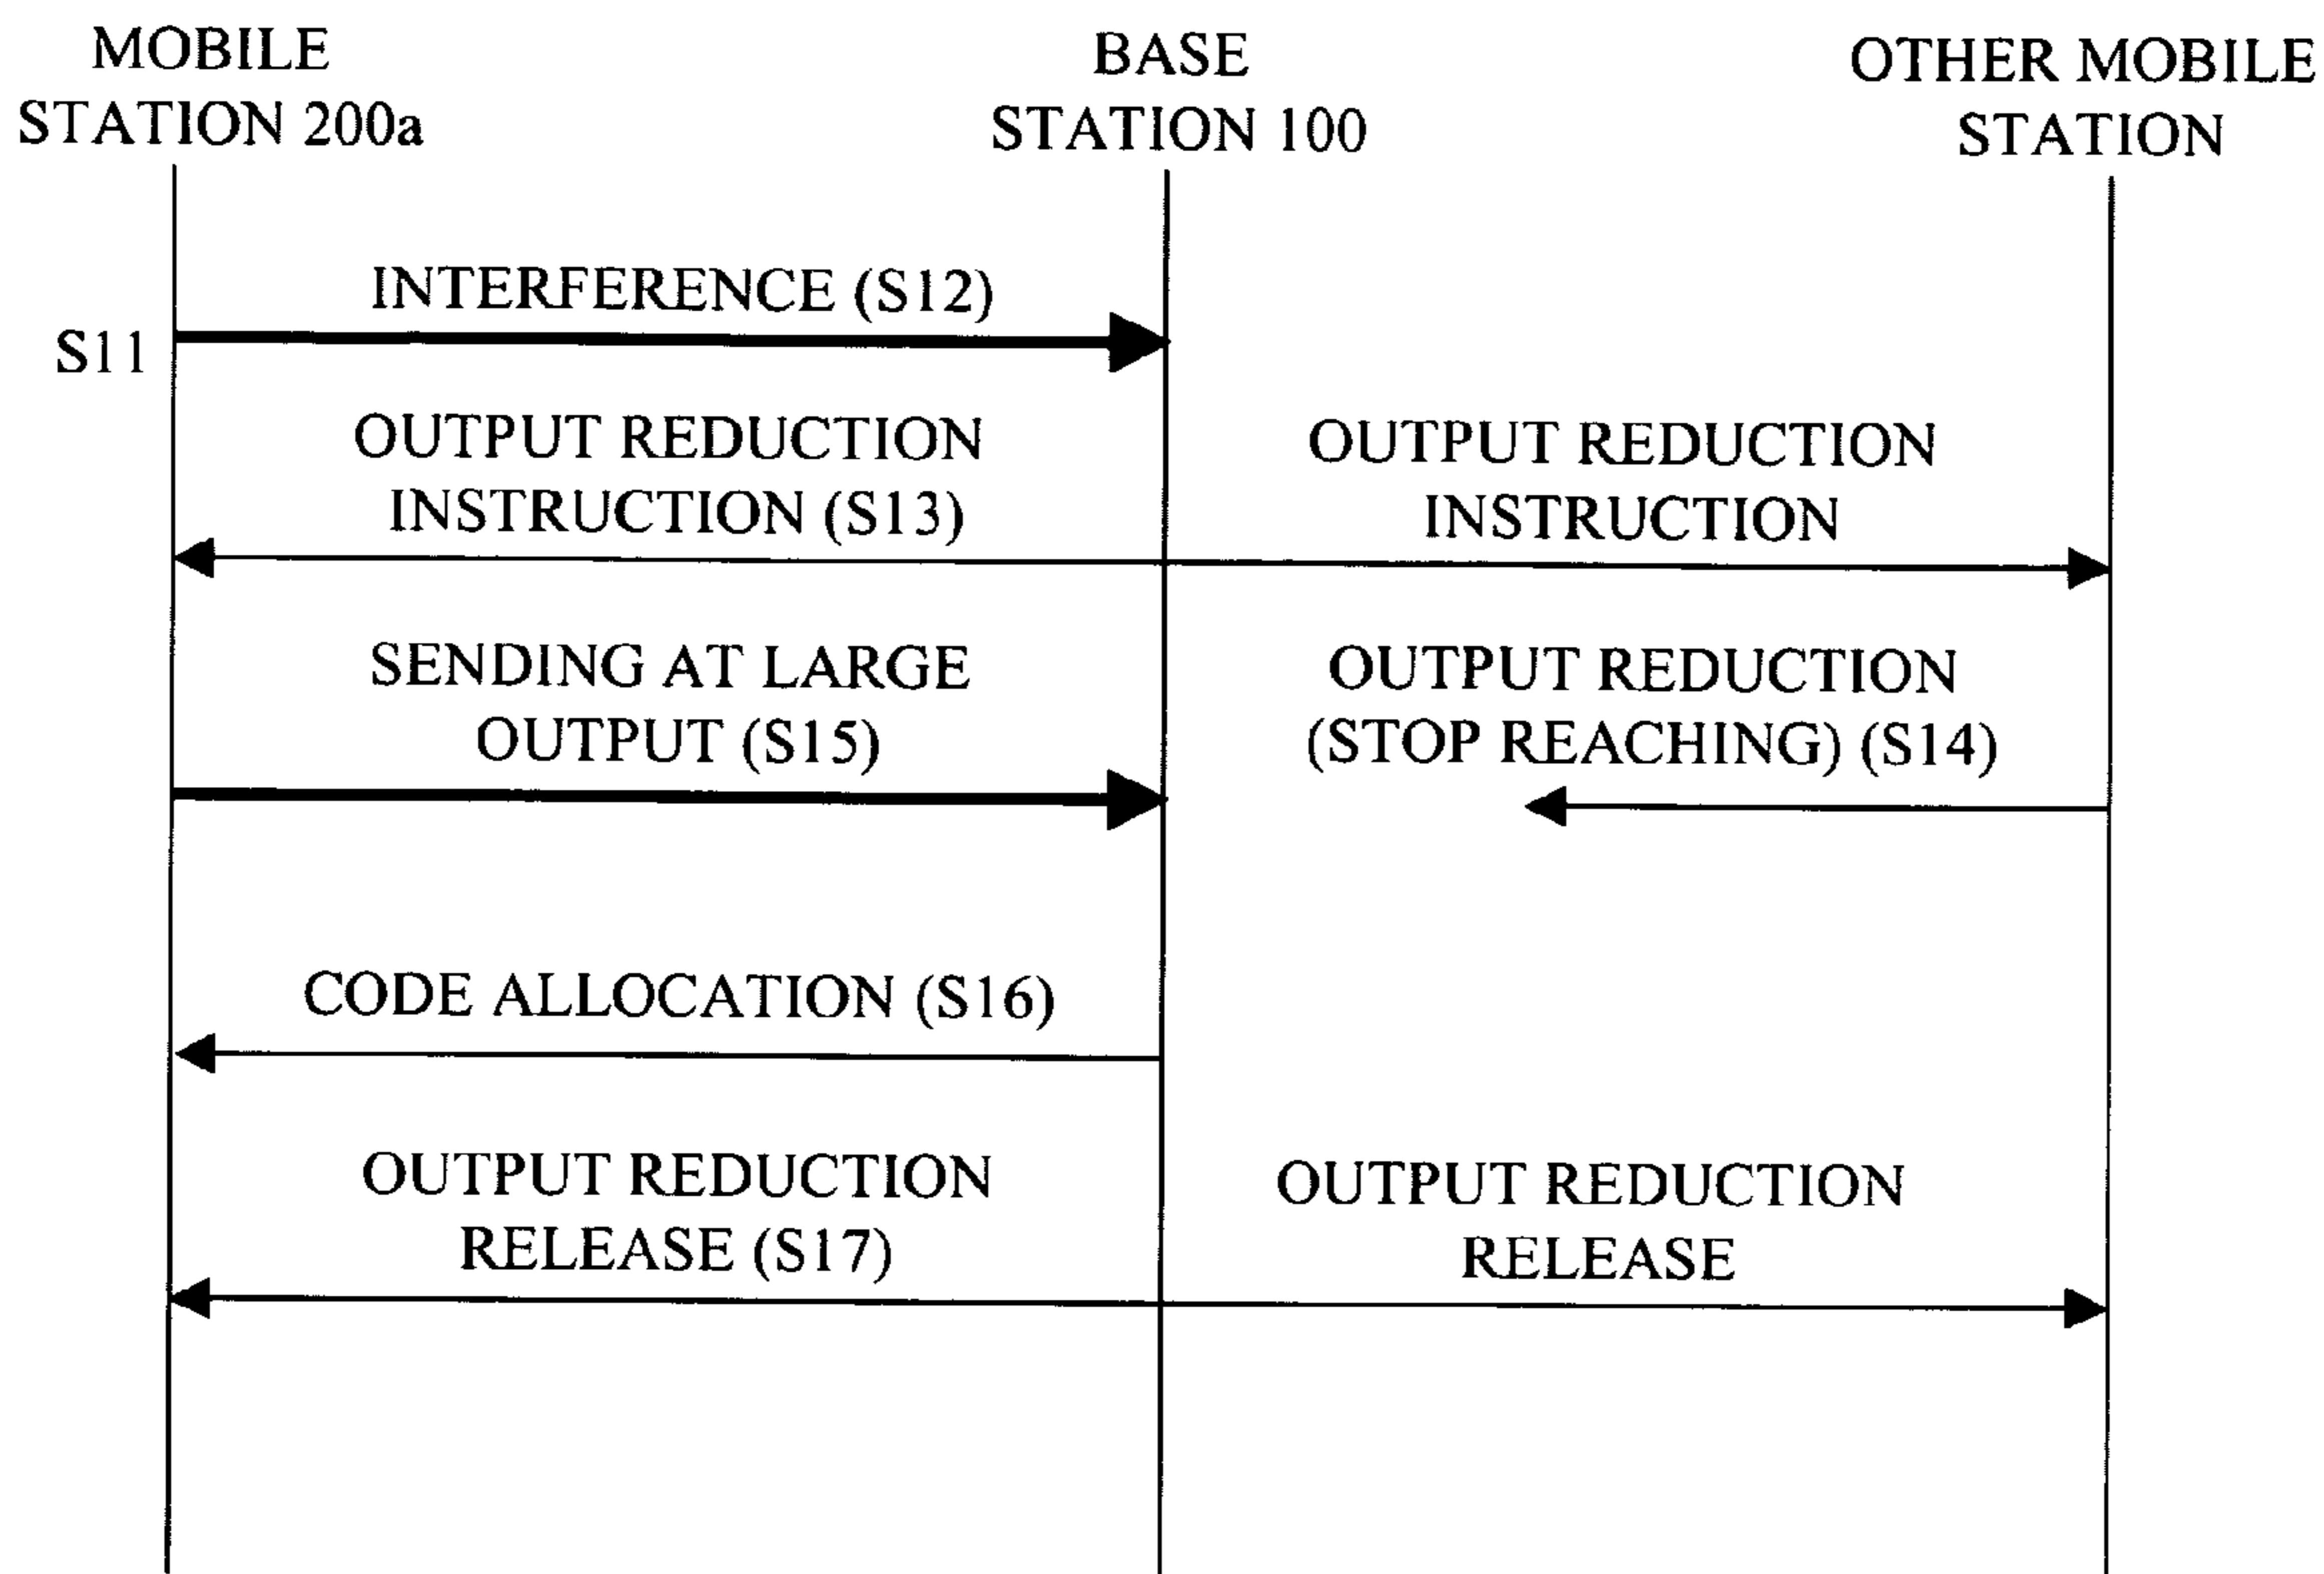 MOBILE
STATION 200a
BASE
STATION 100
OTHER MOBILE
STATION
INTERFERENCE (S12)
S11
OUTPUT REDUCTION
INSTRUCTION (S13)
OUTPUT REDUCTION
INSTRUCTION
SENDING AT LARGE
OUTPUT (S15)
OUTPUT REDUCTION
(STOP REACHING) (S14)
CODE ALLOCATION (S16)
OUTPUT REDUCTION
RELEASE (S17)
OUTPUT REDUCTION
RELEASE